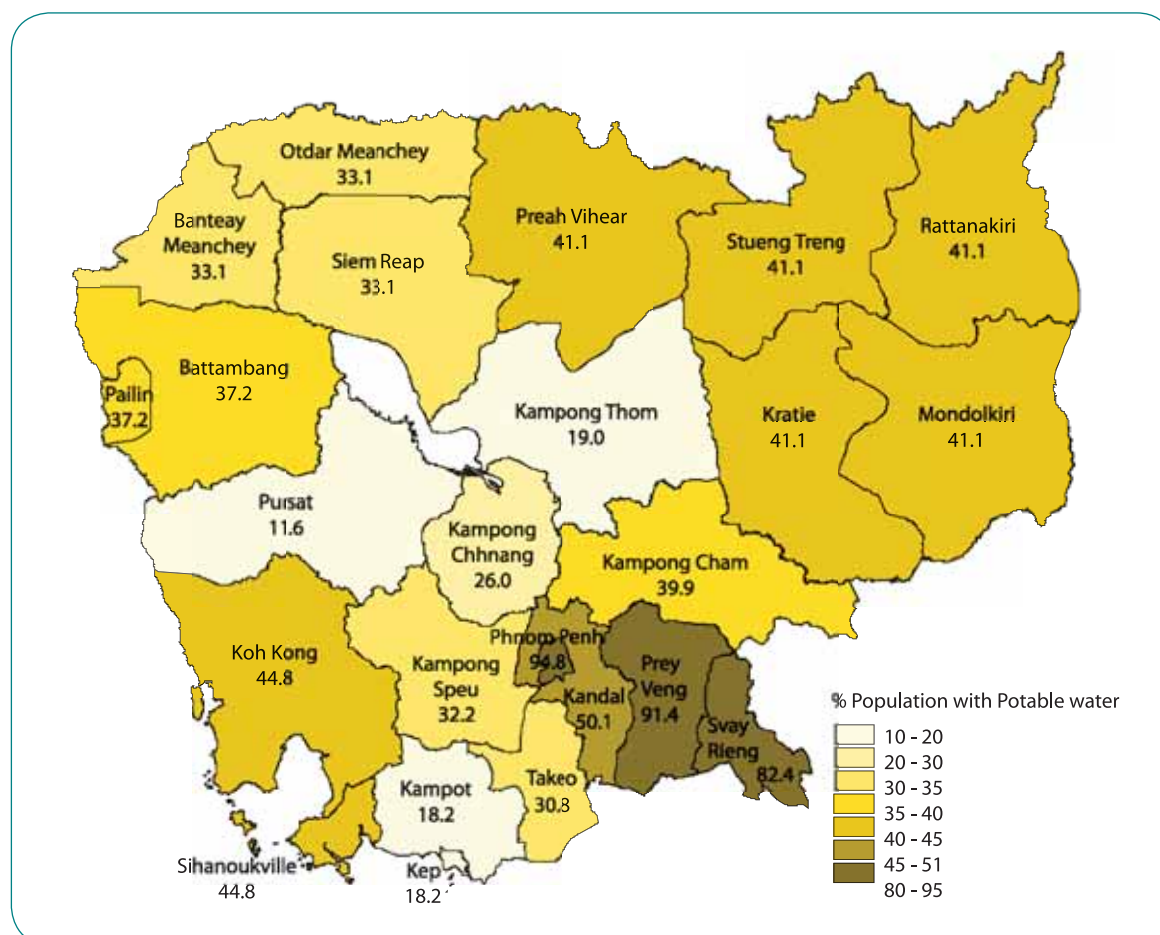 Otdar Meanchey
33.1
Banteay
Meanchey
33.1
Siem Reap
33.1
Preah Vihear
41.1
Stueng Treng
41.1
Rattanakiri
41.1
Battambang
37.2
Pailin
37.2
Kampong Thom
19.0
Kratie
41.1
Mondolkiri
41.1
Pursat
11.6
Kampong
Chhnang
26.0
Kampong Cham
39.9
Koh Kong
44.8
Kampong
Speu
32.2
Phnom Penh
94.8
Kandal
50.1
Prey
Veng
91.4
Svay
Rieng
82.4
Takeo
30.8
Kampot
18.2
Sihanoukville
44.8
Kep
18.2
% Population with Potable water
10 - 20
20 - 30
30 - 35
35 - 40
40 - 45
45 - 51
80 - 95